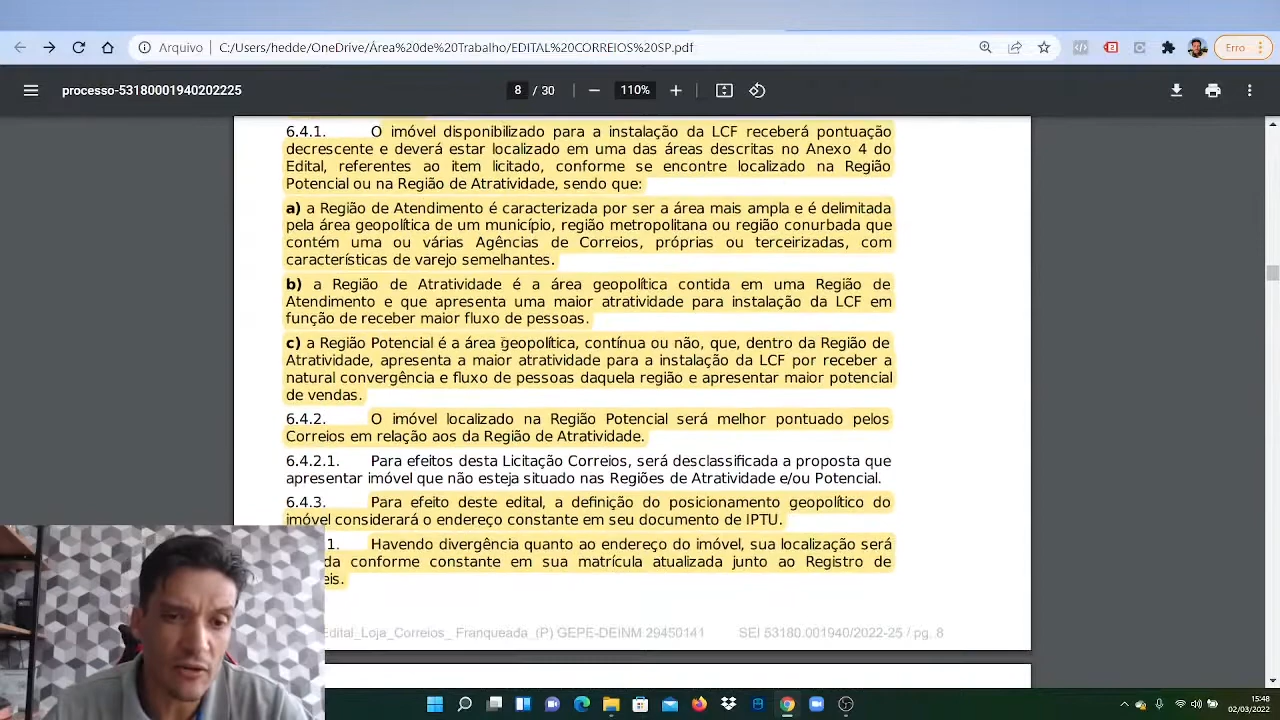 Arquivo
C:/Users/hedde/OneDrive/Área%20de%20Trabalho/EDITAL%20CORREIOS%20SP.pdf
Erro
processo-53180001940202225
8 / 30
110%
6.4.1. O imóvel disponibilizado para a instalação da LCF receberá pontuação
decrescente e deverá estar localizado em uma das áreas descritas no Anexo 4 do
Edital, referentes ao item licitado, conforme se encontre localizado na Região
Potencial ou na Região de Atratividade, sendo que:
a) a Região de Atendimento é caracterizada por ser a área mais ampla e é delimitada
pela área geopolítica de um município, região metropolitana ou região conurbada que
contém uma ou várias Agências de Correios, próprias ou terceirizadas, com
características de varejo semelhantes.
b) a Região de Atratividade é a área geopolítica contida em uma Região de
Atendimento e que apresenta uma maior atratividade para instalação da LCF em
função de receber maior fluxo de pessoas.
c) a Região Potencial é a área geopolítica, contínua ou não, que, dentro da Região de
Atratividade, apresenta a maior atratividade para a instalação da LCF por receber a
natural convergência e fluxo de pessoas daquela região e apresentar maior potencial
de vendas.
6.4.2. O imóvel localizado na Região Potencial será melhor pontuado pelos
Correios em relação aos da Região de Atratividade.
6.4.2.1. Para efeitos desta Licitação Correios, será desclassificada a proposta que
apresentar imóvel que não esteja situado nas Regiões de Atratividade e/ou Potencial.
6.4.3. Para efeito deste edital, a definição do posicionamento geopolítico do
imóvel considerará o endereço constante em seu documento de IPTU.
1. Havendo divergência quanto ao endereço do imóvel, sua localização será
da conforme constante em sua matrícula atualizada junto ao Registro de
eis.
Edital_Loja_Correios_ Franqueada_(P) GEPE-DEINM 29450141 SEI 53180.001940/2022-25 / pg. 8
15:48
02/03/2022